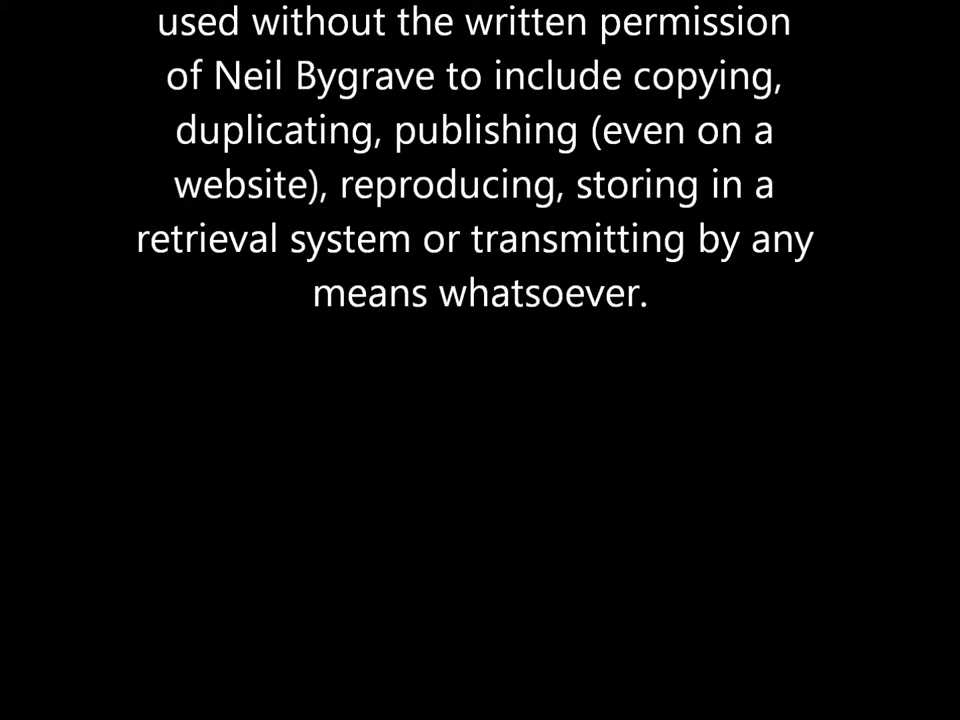 used without the written permission
of Neil Bygrave to include copying,
duplicating, publishing (even on a
website), reproducing, storing in a
retrieval system or transmitting by any
means whatsoever.